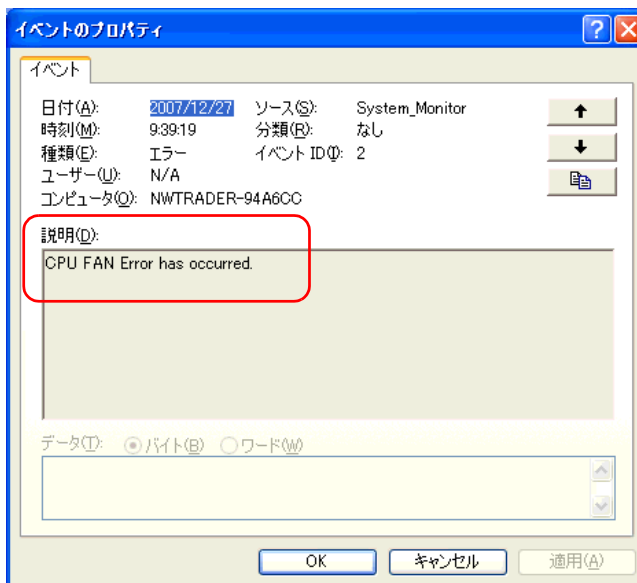 イベントのプロパティ
イベント
日付(A): 2007/12/27 ソース(S): System_Monitor
時刻(M): 9:39:19 分類(R): なし
種類(E): エラー イベント ID(I): 2
ユーザー(U): N/A
コンピュータ(O): NWTRADER-94A6CC
説明(D):
CPU FAN Error has occurred.
データ(T): バイト(B) ワード(W)
OK キャンセル 適用(A)